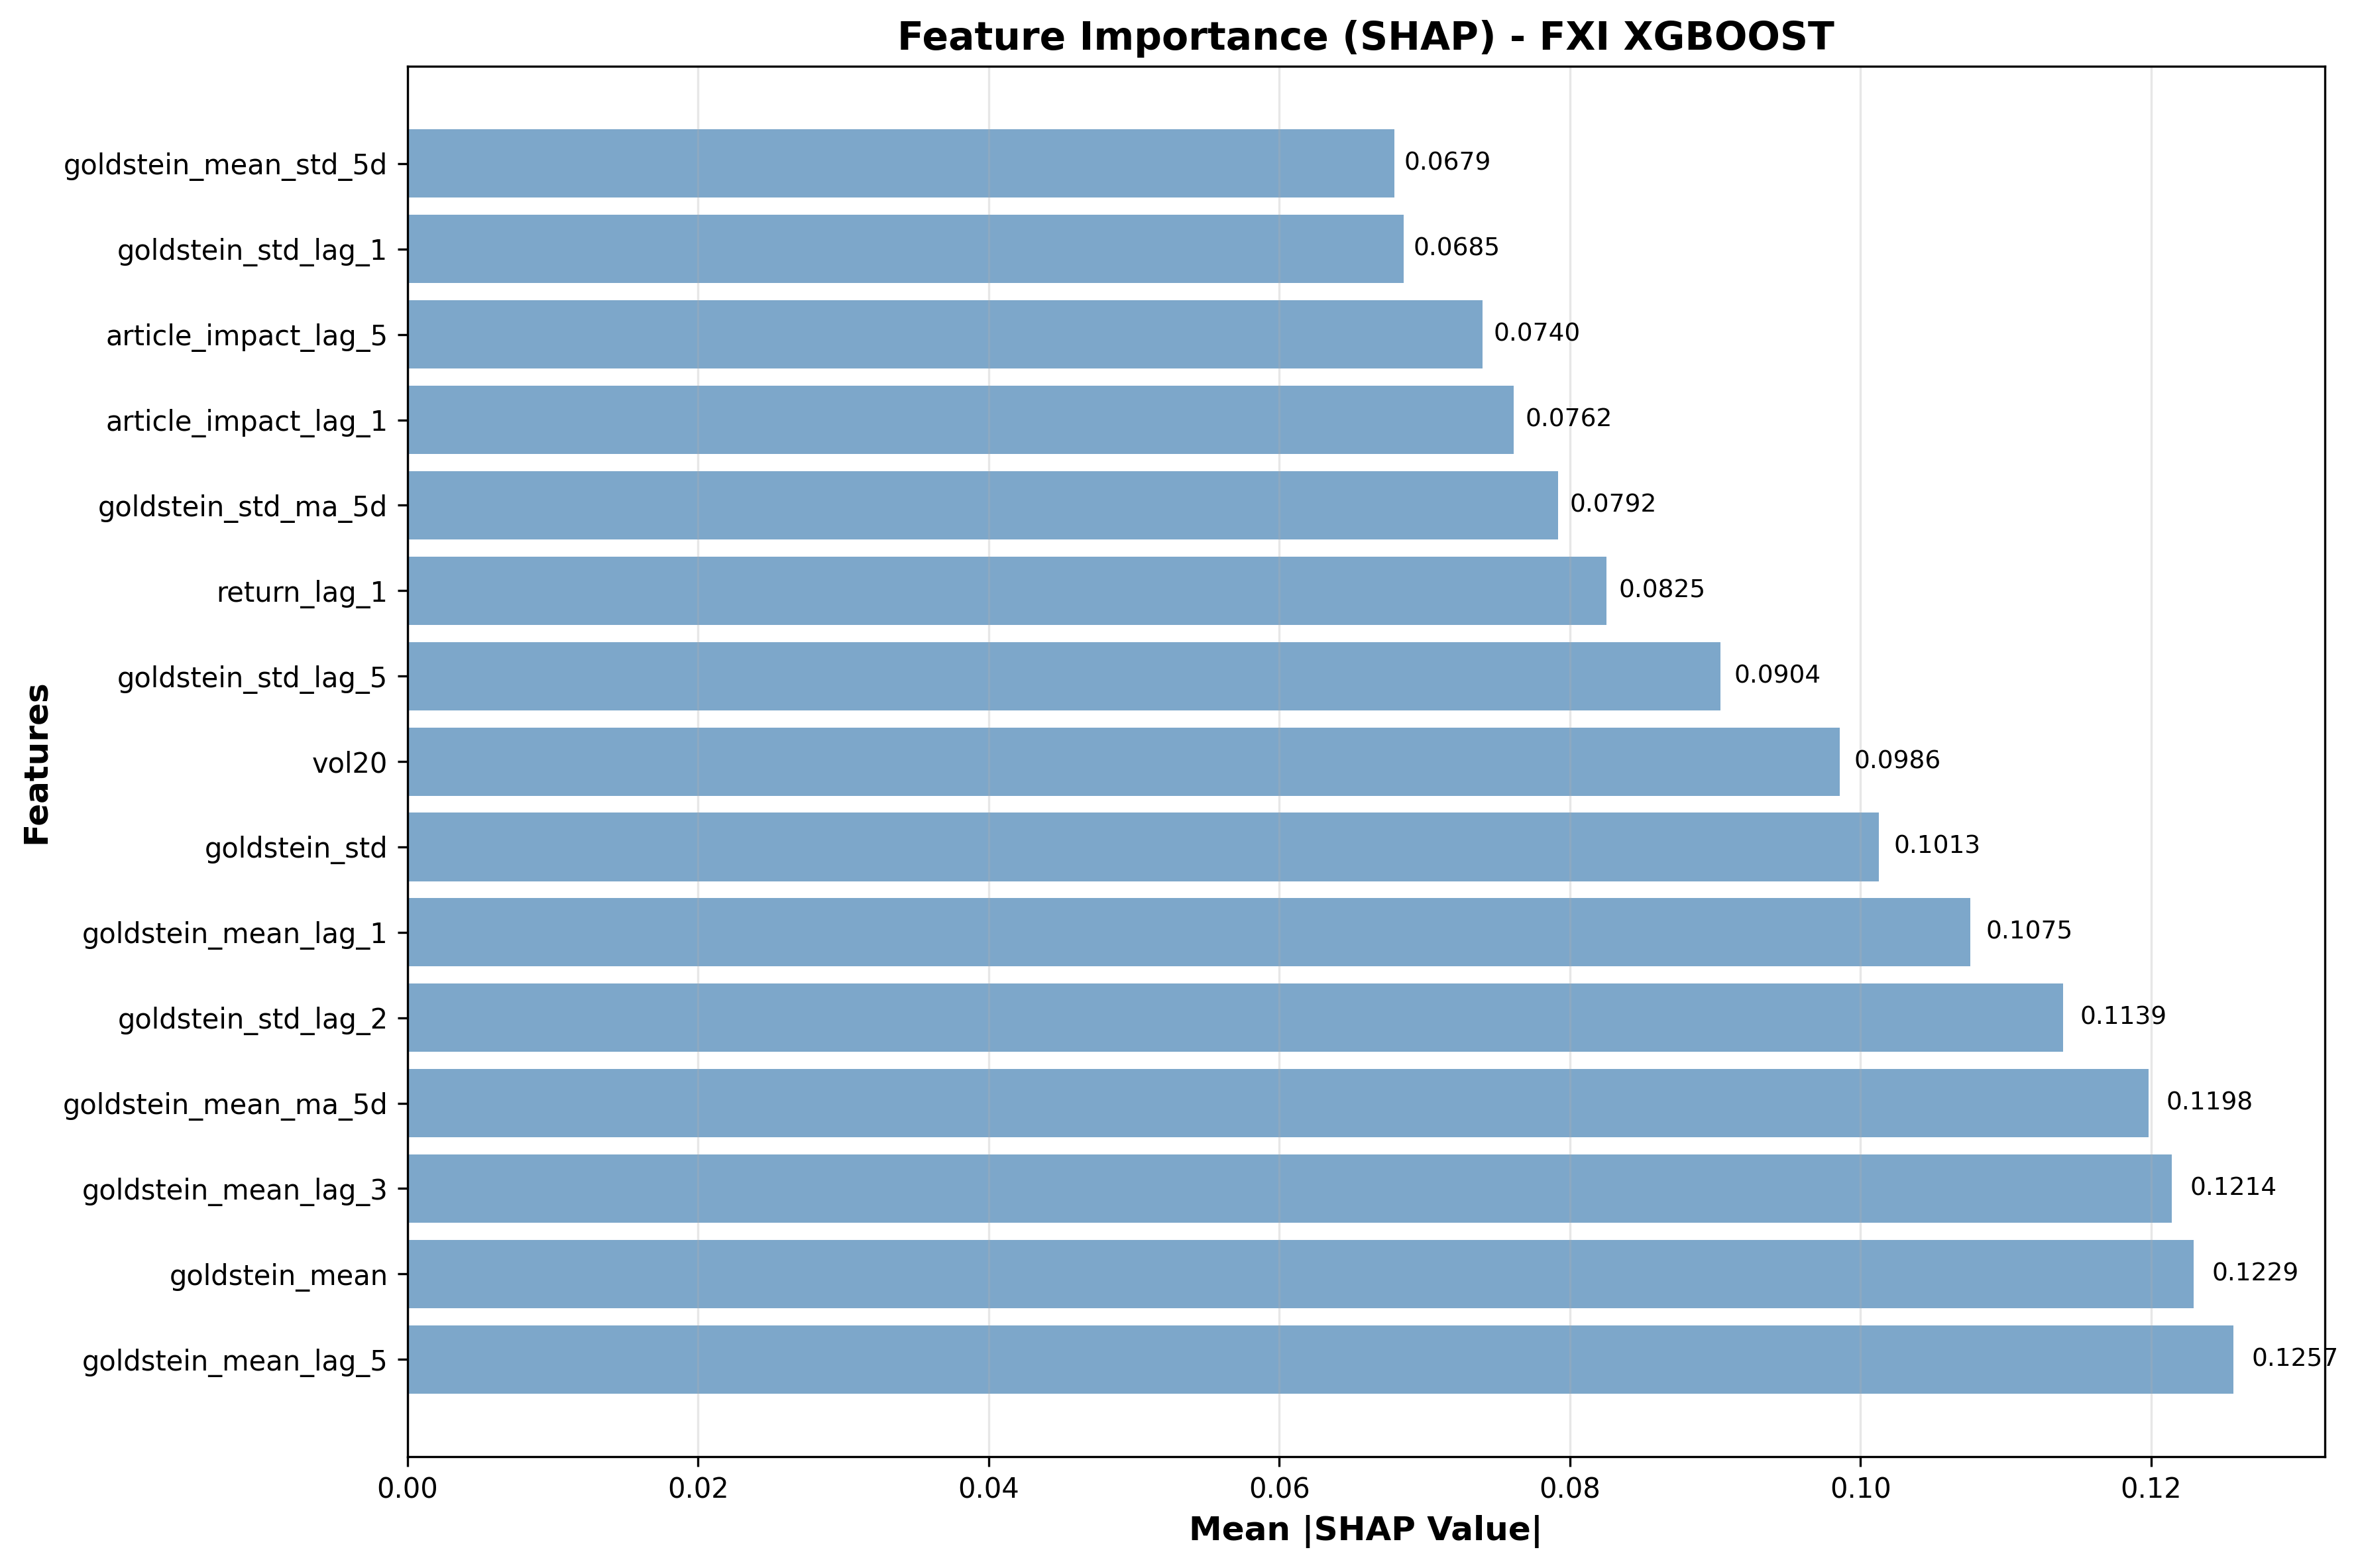 Feature Importance (SHAP) - FXI XGBOOST
Features
goldstein_mean_std_5d 0.0679
goldstein_std_lag_1 0.0685
article_impact_lag_5 0.0740
article_impact_lag_1 0.0762
goldstein_std_ma_5d 0.0792
return_lag_1 0.0825
goldstein_std_lag_5 0.0904
vol20 0.0986
goldstein_std 0.1013
goldstein_mean_lag_1 0.1075
goldstein_std_lag_2 0.1139
goldstein_mean_ma_5d 0.1198
goldstein_mean_lag_3 0.1214
goldstein_mean 0.1229
goldstein_mean_lag_5 0.1257
0.00 0.02 0.04 0.06 0.08 0.10 0.12
Mean |SHAP Value|